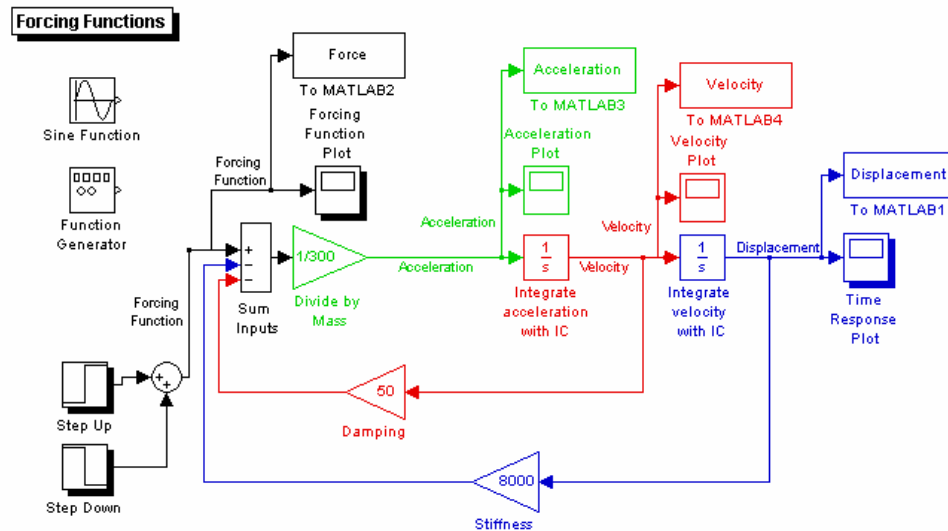 Forcing Functions
Force
To MATLAB2
Acceleration
To MATLAB3
Velocity
To MATLAB4
Displacement
To MATLAB1
Sine Function
Function
Generator
Forcing
Function
Forcing
Function
Plot
Acceleration
Plot
Velocity
Plot
Acceleration
Velocity
Displacement
+
−
−
Sum
Inputs
1/300
Divide by
Mass
Acceleration
1
s
Integrate
acceleration
with IC
Velocity
1
s
Integrate
velocity
with IC
Time
Response
Plot
Forcing
Function
+
+
Step Up
Step Down
50
Damping
8000
Stiffness